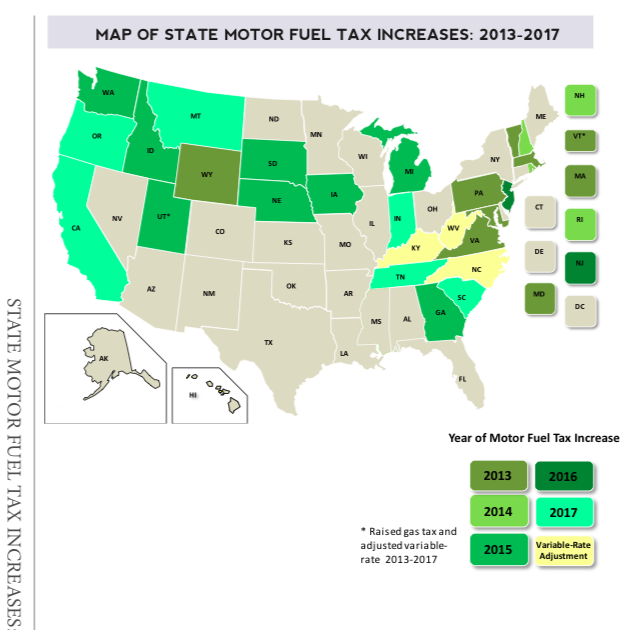 MAP OF STATE MOTOR FUEL TAX INCREASES: 2013-2017
WA
MT
ND
MN
ME
NH
OR
ID
WY
SD
WI
MI
NY
VT*
NV
UT*
NE
IA
IL
IN
OH
PA
MA
CA
CO
KS
MO
KY
WV
VA
CT
RI
AZ
NM
OK
AR
TN
NC
SC
DE
NJ
TX
LA
MS
AL
GA
FL
MD
DC
AK
HI
STATE MOTOR FUEL TAX INCREASES:
Year of Motor Fuel Tax Increase
2013
2016
2014
2017
2015
Variable-Rate
Adjustment
* Raised gas tax and
adjusted variable-
rate 2013-2017